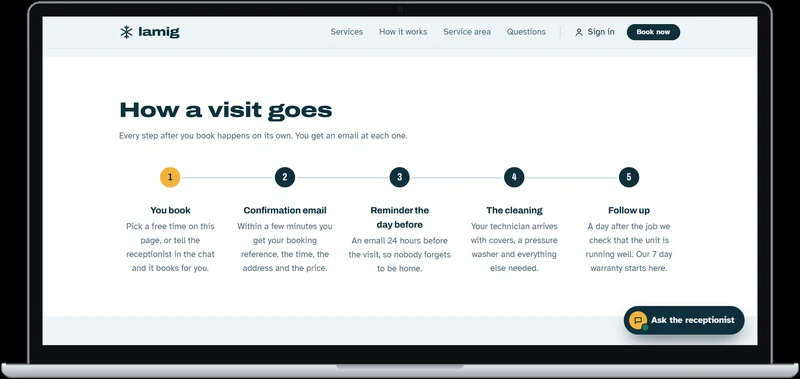 lamig
Services How it works Service area Questions Sign in Book now
How a visit goes
Every step after you book happens on its own. You get an email at each one.
1 2 3 4 5
You book
Pick a free time on this
page, or tell the
receptionist in the chat
and it books for you.
Confirmation email
Within a few minutes you
get your booking
reference, the time, the
address and the price.
Reminder the
day before
An email 24 hours before
the visit, so nobody forgets
to be home.
The cleaning
Your technician arrives
with covers, a pressure
washer and everything
else needed.
Follow up
A day after the job we
check that the unit is
running well. Our 7 day
warranty starts here.
Ask the receptionist